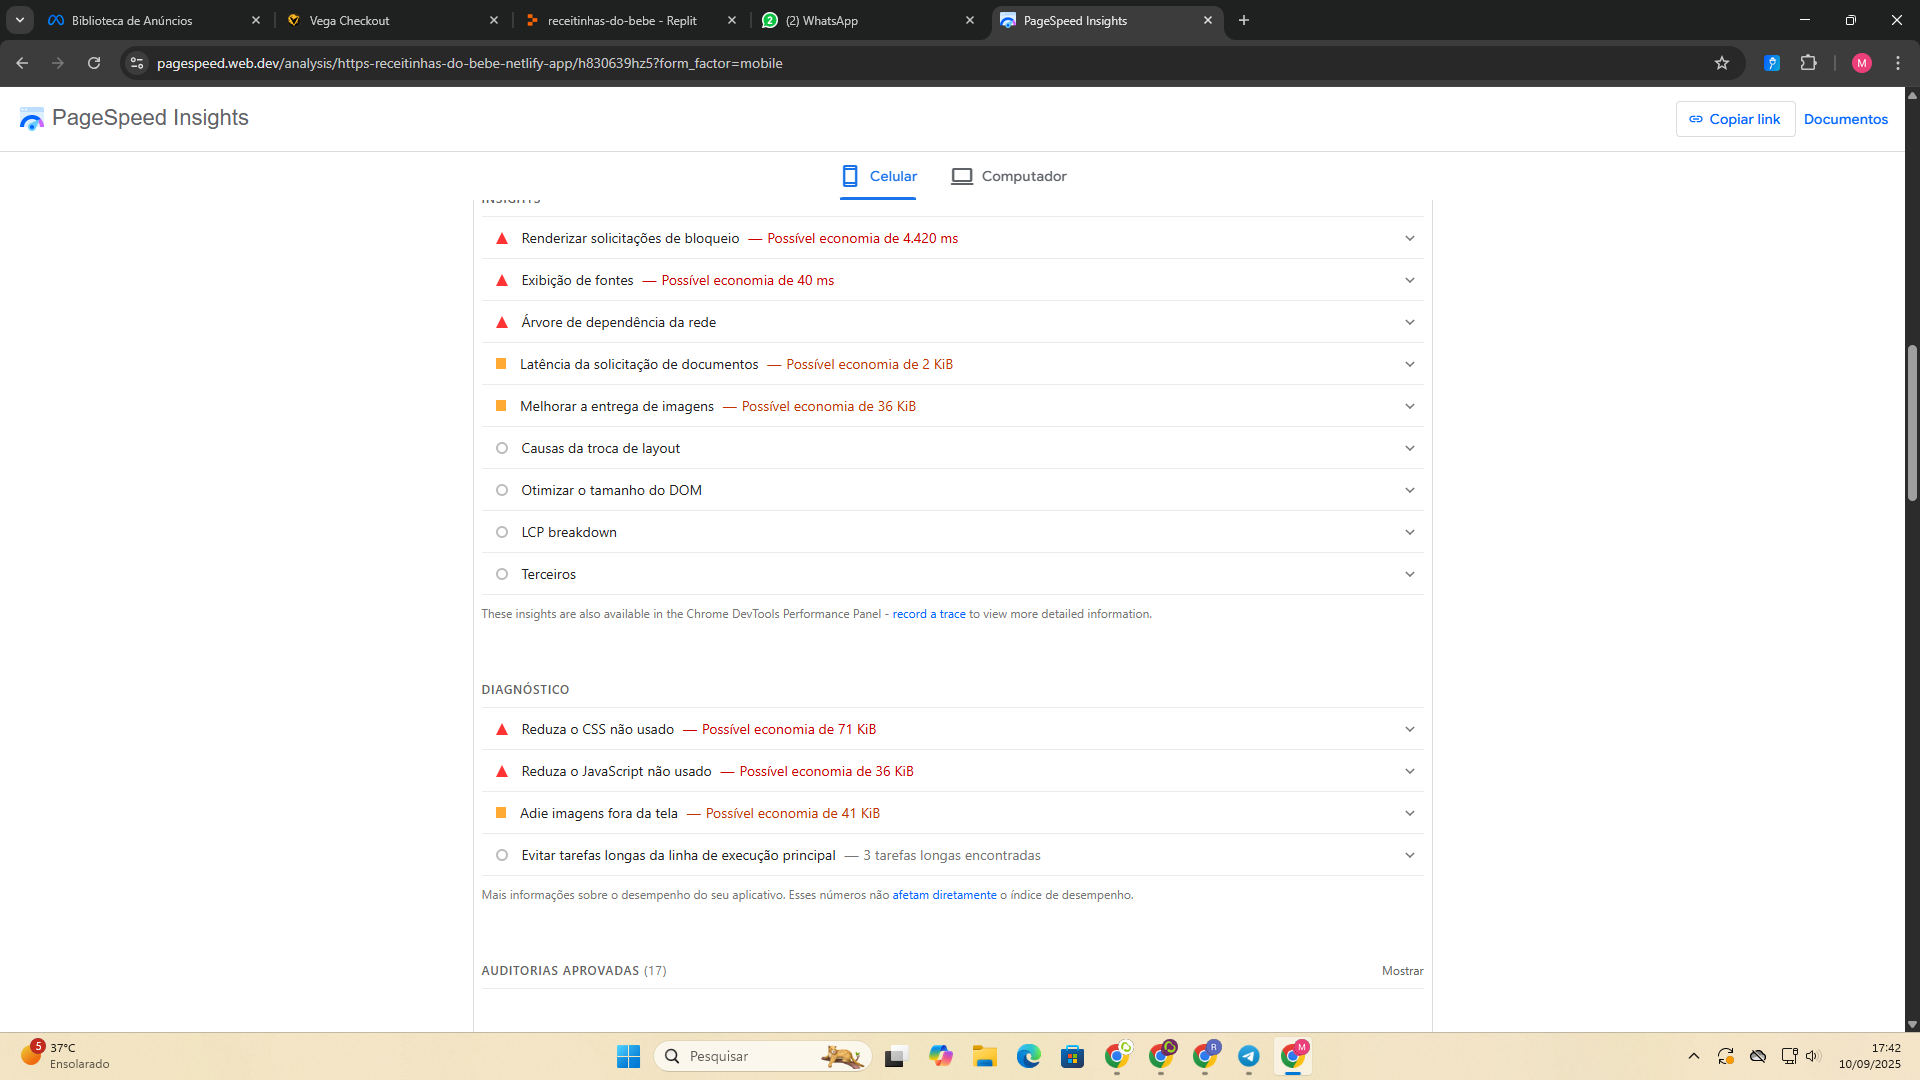 Biblioteca de Anúncios
Vega Checkout
receitinhas-do-bebe - Replit
2
(2) WhatsApp
PageSpeed Insights
pagespeed.web.dev/analysis/https-receitinhas-do-bebe-netlify-app/h830639hz5?form_factor=mobile
M
PageSpeed Insights
Copiar link
Documentos
Celular
Computador
INSIGHTS
Renderizar solicitações de bloqueio — Possível economia de 4.420 ms
Exibição de fontes — Possível economia de 40 ms
Árvore de dependência da rede
Latência da solicitação de documentos — Possível economia de 2 KiB
Melhorar a entrega de imagens — Possível economia de 36 KiB
Causas da troca de layout
Otimizar o tamanho do DOM
LCP breakdown
Terceiros
These insights are also available in the Chrome DevTools Performance Panel - record a trace to view more detailed information.
DIAGNÓSTICO
Reduza o CSS não usado — Possível economia de 71 KiB
Reduza o JavaScript não usado — Possível economia de 36 KiB
Adie imagens fora da tela — Possível economia de 41 KiB
Evitar tarefas longas da linha de execução principal — 3 tarefas longas encontradas
Mais informações sobre o desempenho do seu aplicativo. Esses números não afetam diretamente o índice de desempenho.
AUDITORIAS APROVADAS (17)
Mostrar
5
37°C
Ensolarado
Pesquisar
R
M
17:42
10/09/2025